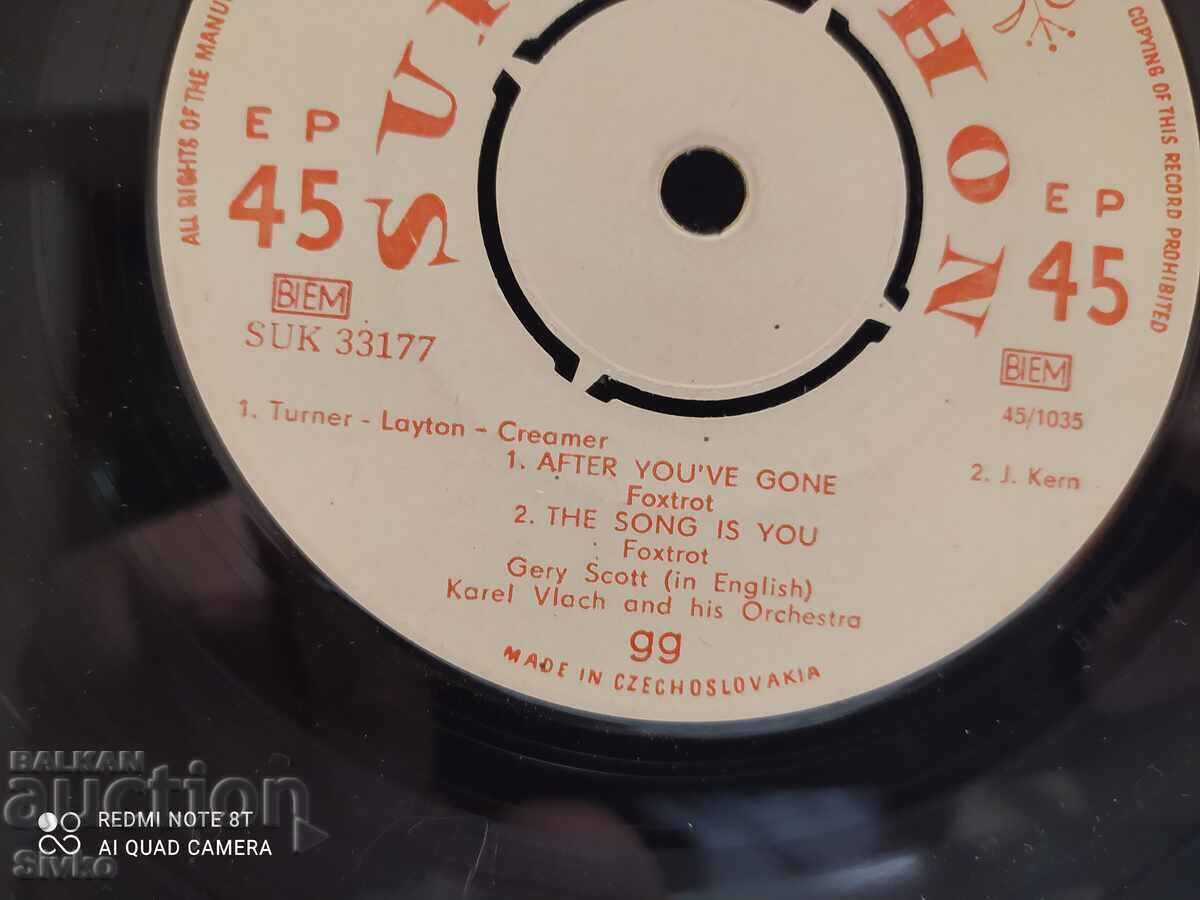 SU
HON
ALL RIGHTS OF THE MANU
COPYING OF THIS RECORD PROHIBITED
EP
45
BIEM
SUK 33177
EP
45
BIEM
45/1035
1. Turner - Layton - Creamer
1. AFTER YOU'VE GONE
Foxtrot
2. J. Kern
2. THE SONG IS YOU
Foxtrot
Gery Scott (in English)
Karel Vlach and his Orchestra
gg
MADE IN CZECHOSLOVAKIA
BALKAN
auction
REDMI NOTE 8T
AI QUAD CAMERA
Sivko